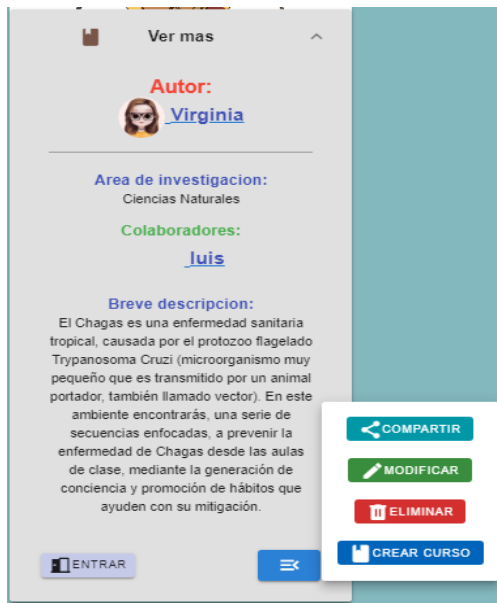 Ver mas
Autor:
Virginia
Area de investigacion:
Ciencias Naturales
Colaboradores:
luis
Breve descripcion:
El Chagas es una enfermedad sanitaria
tropical, causada por el protozoo flagelado
Trypanosoma Cruzi (microorganismo muy
pequeño que es transmitido por un animal
portador, también llamado vector). En este
ambiente encontrarás, una serie de
secuencias enfocadas, a prevenir la
enfermedad de Chagas desde las aulas
de clase, mediante la generación de
conciencia y promoción de hábitos que
ayuden con su mitigación.
COMPARTIR
MODIFICAR
ELIMINAR
CREAR CURSO
ENTRAR